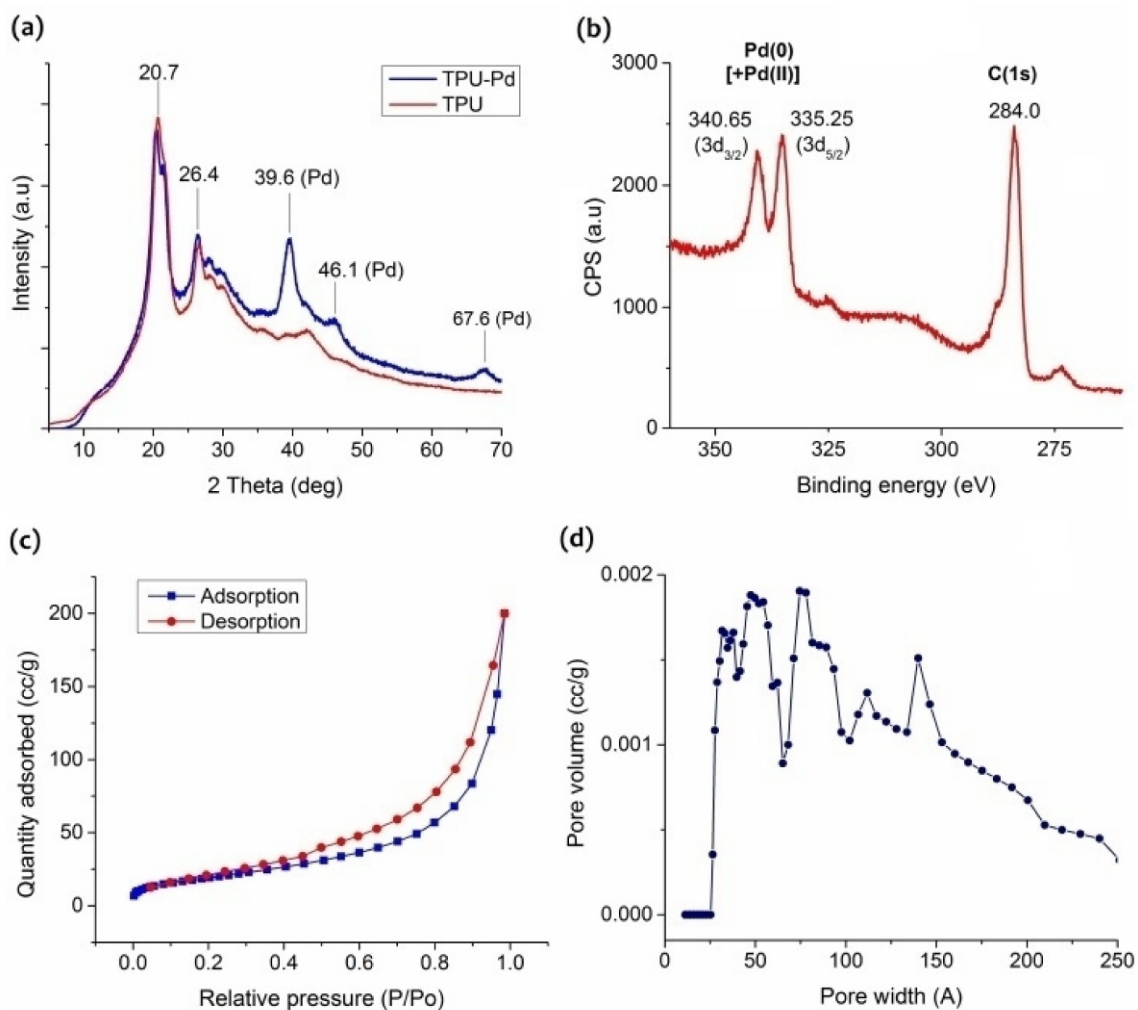 (a)
20.7
TPU-Pd
TPU
26.4
39.6 (Pd)
46.1 (Pd)
67.6 (Pd)
Intensity (a.u)
10 20 30 40 50 60 70
2 Theta (deg)
(b)
Pd(0)
[+Pd(II)]
C(1s)
340.65
(3d3/2)
335.25
(3d5/2)
284.0
3000
2000
1000
0
CPS (a.u)
350 325 300 275
Binding energy (eV)
(c)
Adsorption
Desorption
200
150
100
50
0
Quantity adsorbed (cc/g)
0.0 0.2 0.4 0.6 0.8 1.0
Relative pressure (P/Po)
(d)
0.002
0.001
0.000
Pore volume (cc/g)
0 50 100 150 200 250
Pore width (A)